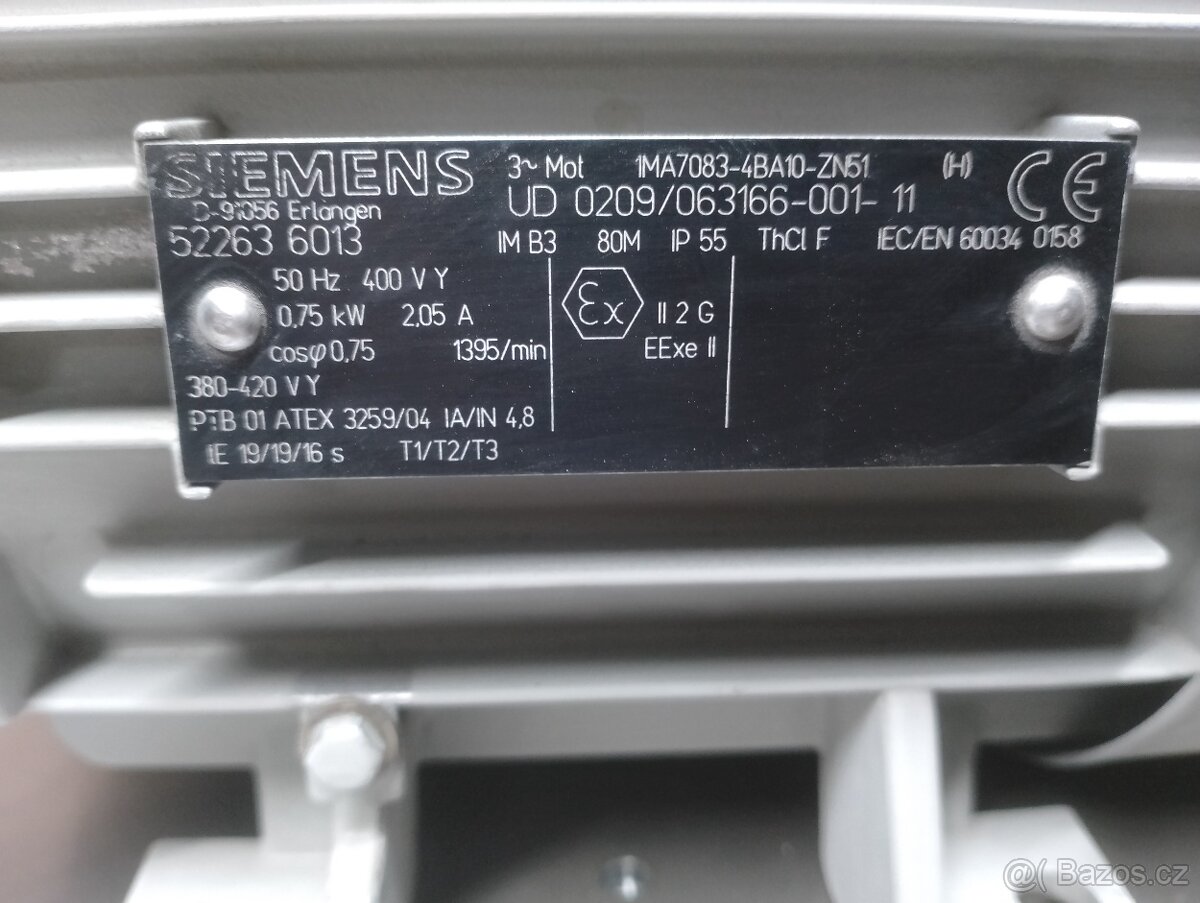 SIEMENS 3~ Mot 1MA7083-4BA10-ZN51 (H) CE
D-91056 Erlangen UD 0209/063166-001- 11
52263 6013 IM B3 80M IP 55 ThCl F IEC/EN 60034 0158
50 Hz 400 V Y
0,75 kW 2,05 A Ex II 2 G
cosφ 0,75 1395/min EExe II
380-420 V Y
PTB 01 ATEX 3259/04 IA/IN 4,8
tE 19/19/16 s T1/T2/T3
@( Bazos.cz